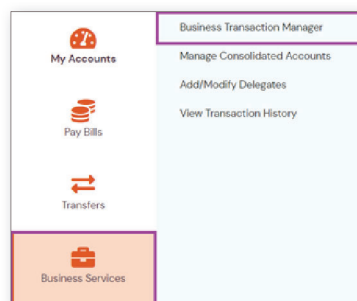 My Accounts
Pay Bills
Transfers
Business Services
Business Transaction Manager
Manage Consolidated Accounts
Add/Modify Delegates
View Transaction History